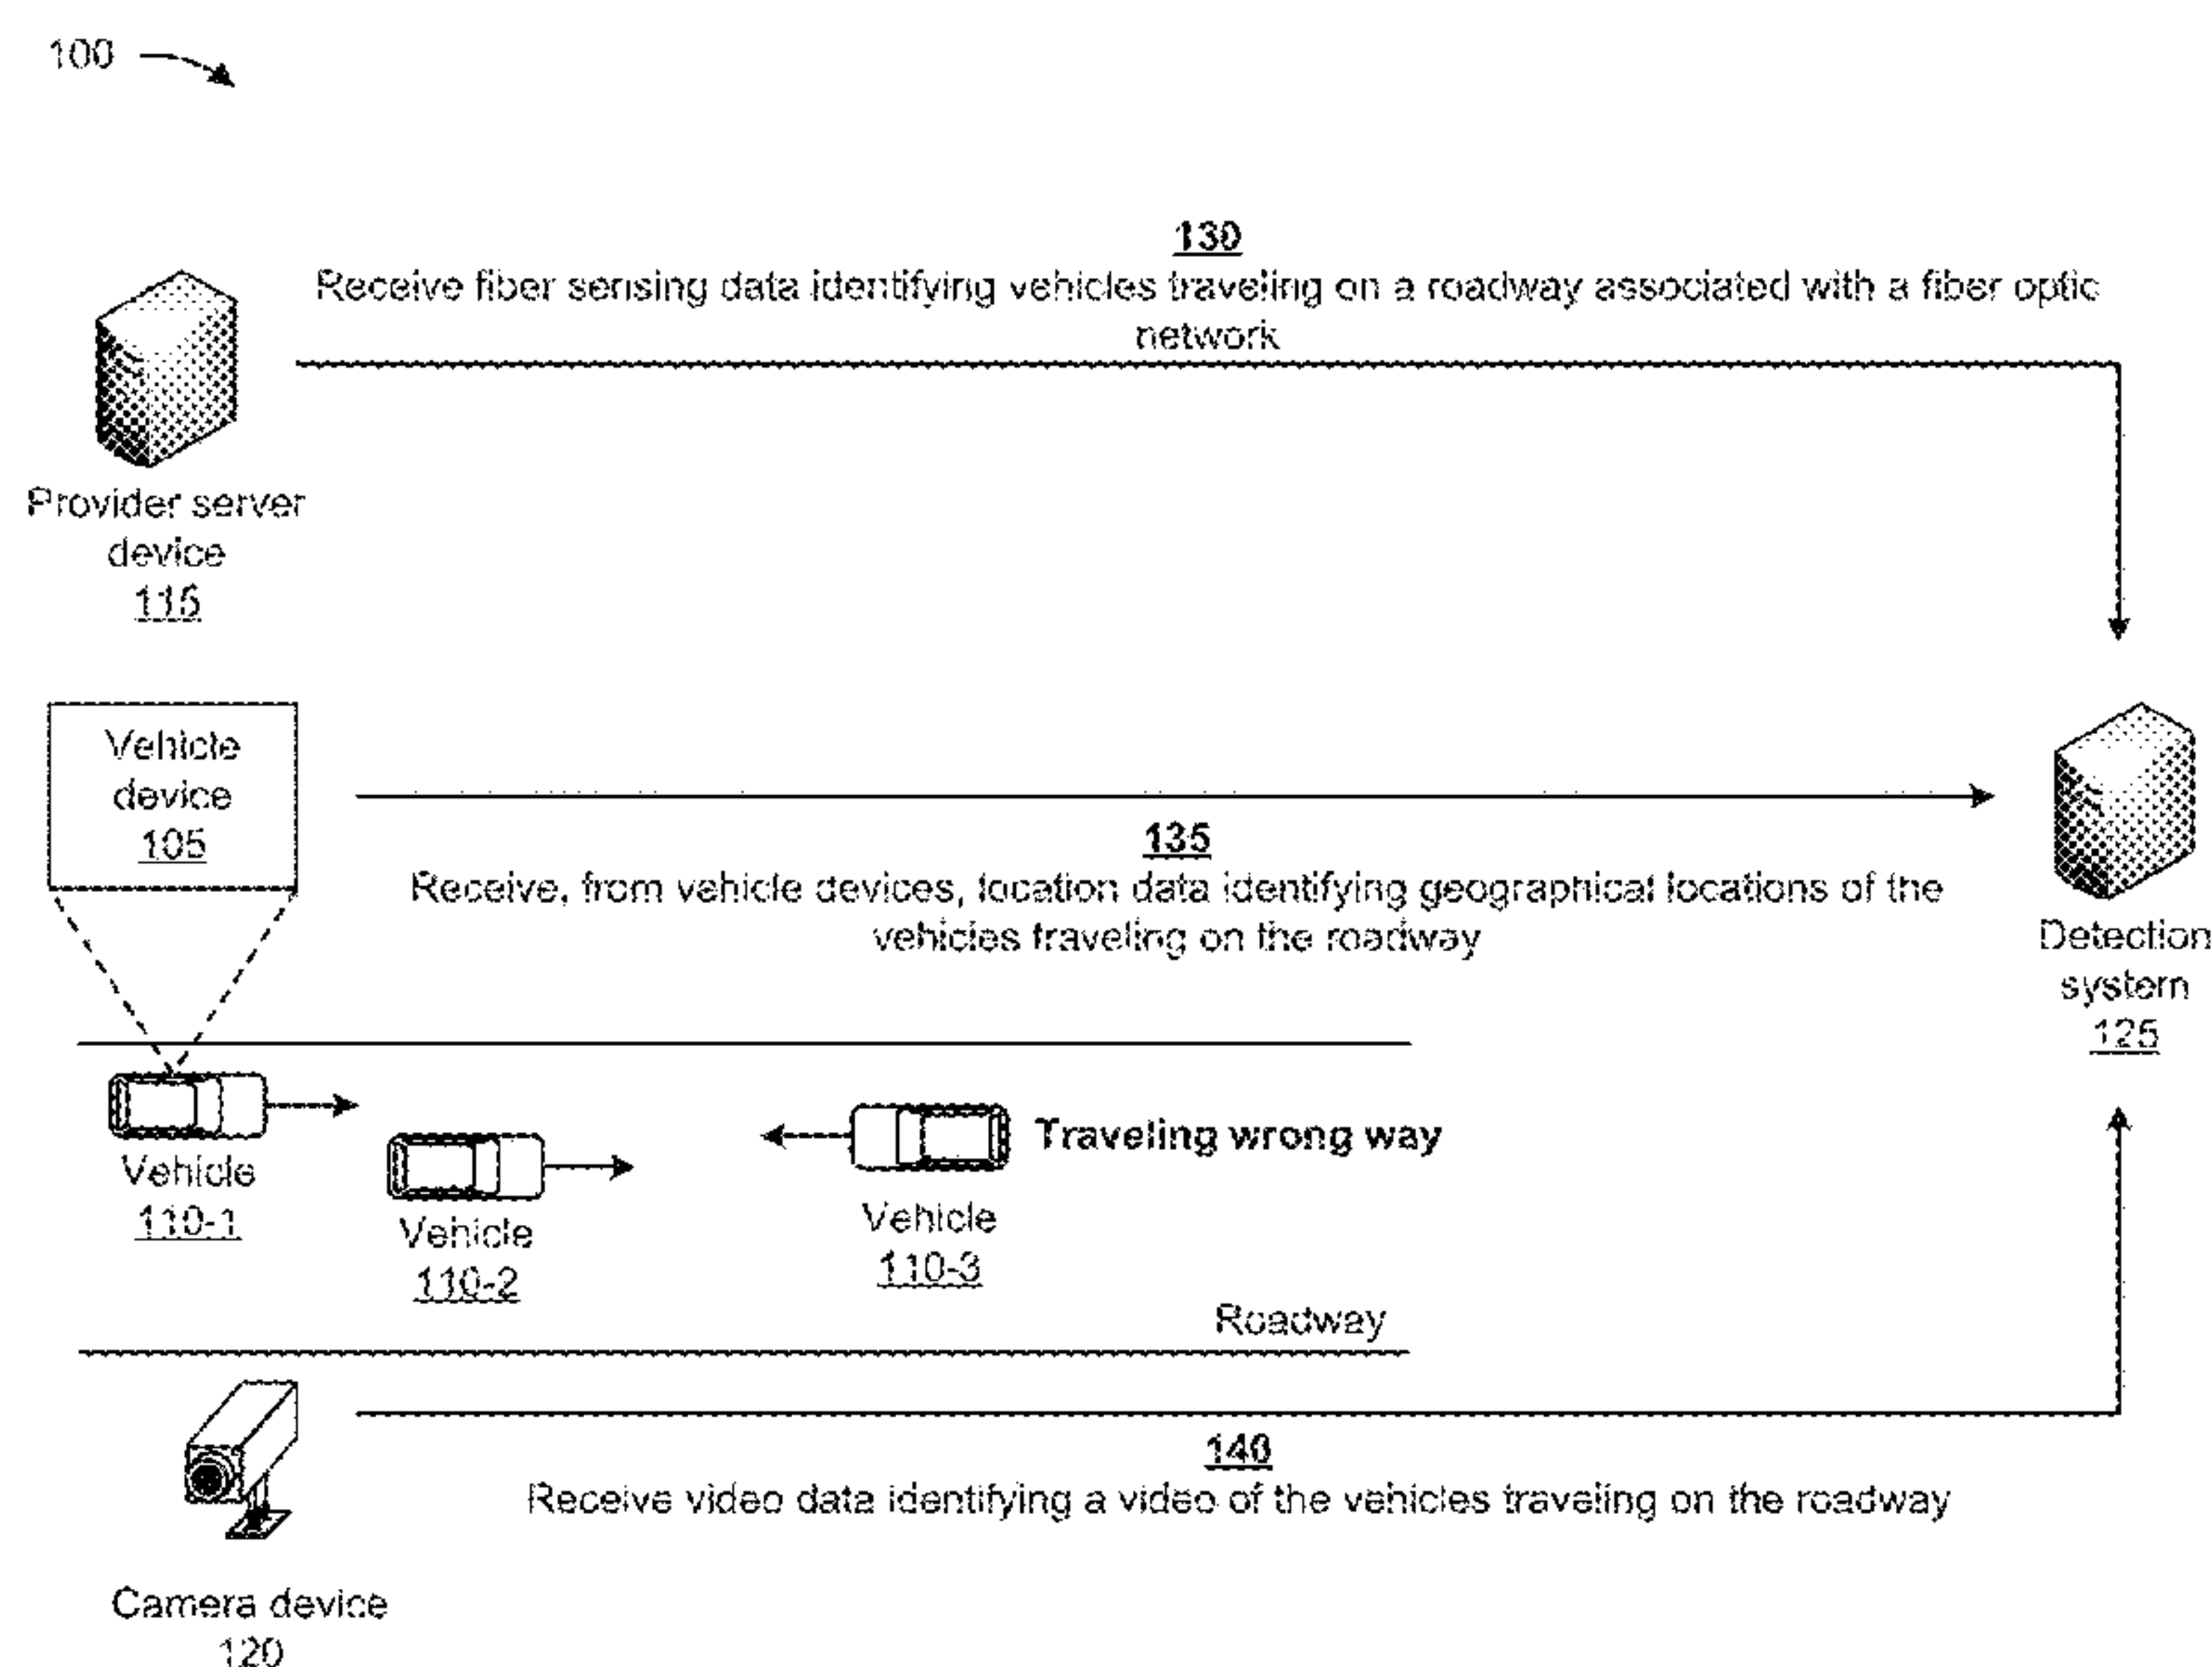 100
130
Receive fiber sensing data identifying vehicles traveling on a roadway associated with a fiber optic
network
Provider server
device
115
Vehicle
device
105
135
Receive, from vehicle devices, location data identifying geographical locations of the
vehicles traveling on the roadway
Detection
system
125
Traveling wrong way
Vehicle
110-1
Vehicle
110-2
Vehicle
110-3
Roadway
140
Receive video data identifying a video of the vehicles traveling on the roadway
Camera device
120